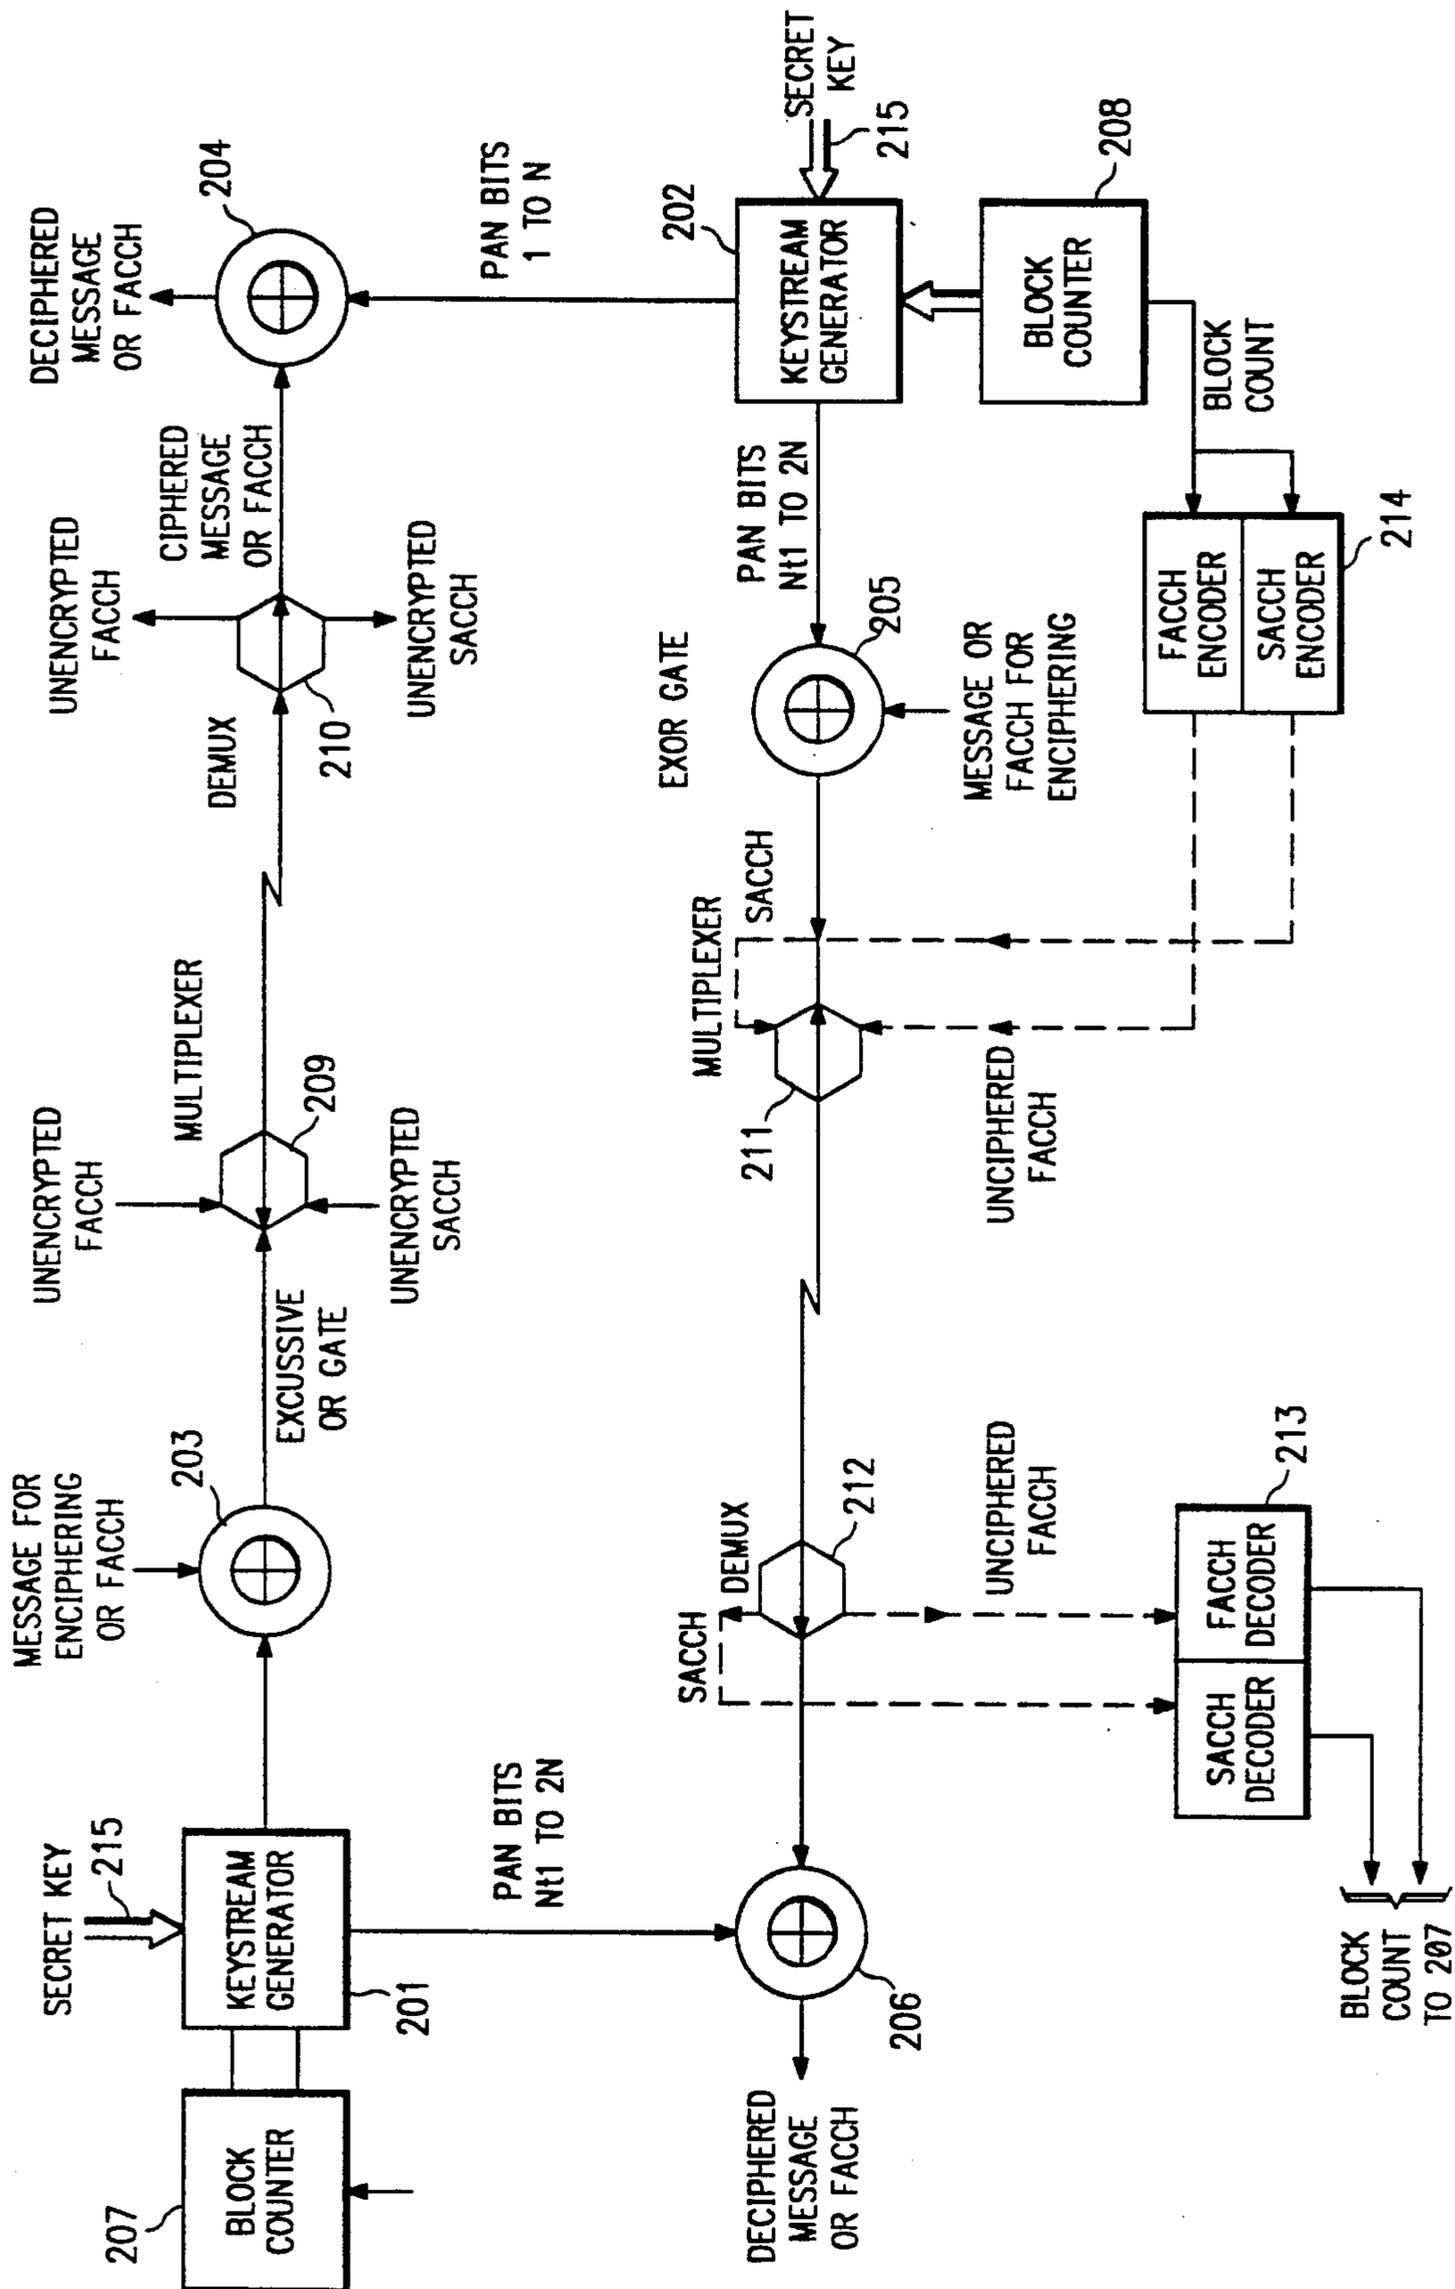 SECRET KEY
215
MESSAGE FOR
ENCIPHERING
OR FACCH
203
UNENCRYPTED
FACCH
MULTIPLEXER
209
UNENCRYPTED
SACCH
EXCUSSIVE
OR GATE
DEMUX
UNENCRYPTED
FACCH
210
UNENCRYPTED
SACCH
CIPHERED
MESSAGE
OR FACCH
DECIPHERED
MESSAGE
OR FACCH
204
207
BLOCK
COUNTER
KEYSTREAM
GENERATOR
201
PAN BITS
Nt1 TO 2N
PAN BITS
1 TO N
DECIPHERED
MESSAGE
OR FACCH
206
SACCH
DEMUX
212
UNCIPHERED
FACCH
SACCH
DECODER
FACCH
DECODER
213
BLOCK
COUNT
TO 207
MULTIPLEXER
211
SACCH
UNCIPHERED
FACCH
EXOR GATE
205
MESSAGE OR
FACCH FOR
ENCIPHERING
PAN BITS
Nt1 TO 2N
202
KEYSTREAM
GENERATOR
SECRET
KEY
215
BLOCK
COUNTER
208
BLOCK
COUNT
FACCH
ENCODER
SACCH
ENCODER
214